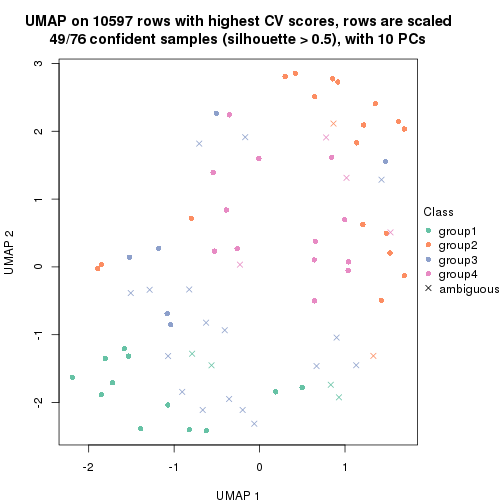 UMAP on 10597 rows with highest CV scores, rows are scaled
49/76 confident samples (silhouette > 0.5), with 10 PCs
3
2
1
0
-1
-2
UMAP 2
-2
-1
0
1
UMAP 1
Class
group1
group2
group3
group4
ambiguous